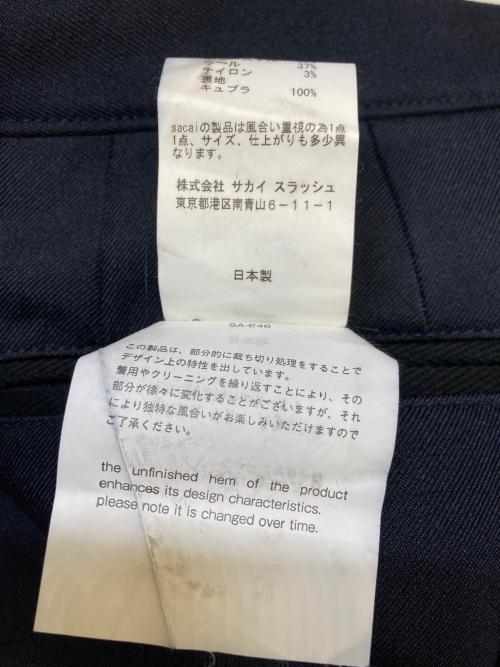 ウール 37%
ナイロン 3%
裏地
キュプラ 100%
sacaiの製品は風合い重視の為1点
1点、サイズ、仕上がりも多少異
なります。
株式会社 サカイ スラッシュ
東京都港区南青山6-11-1
日本製
SA-E46
この製品は、部分的に裁ち切り処理をすることで
デザイン上の特性を出しています。
着用やクリーニングを繰り返すことにより、その
部分が徐々に変化することがございますが、それ
により独特な風合いがお楽しみいただけますので
ご了承ください。
the unfinished hem of the product
enhances its design characteristics.
please note it is changed over time.